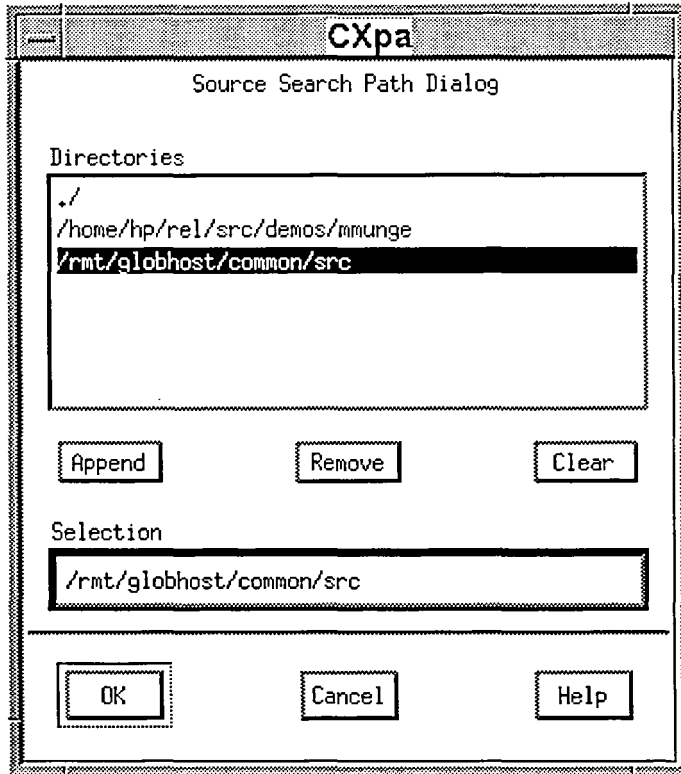 CXpa
Source Search Path Dialog
Directories
./
/home/hp/rel/src/demos/mmunge
/rmt/globhost/common/src
Append Remove Clear
Selection
/rmt/globhost/common/src
OK Cancel Help